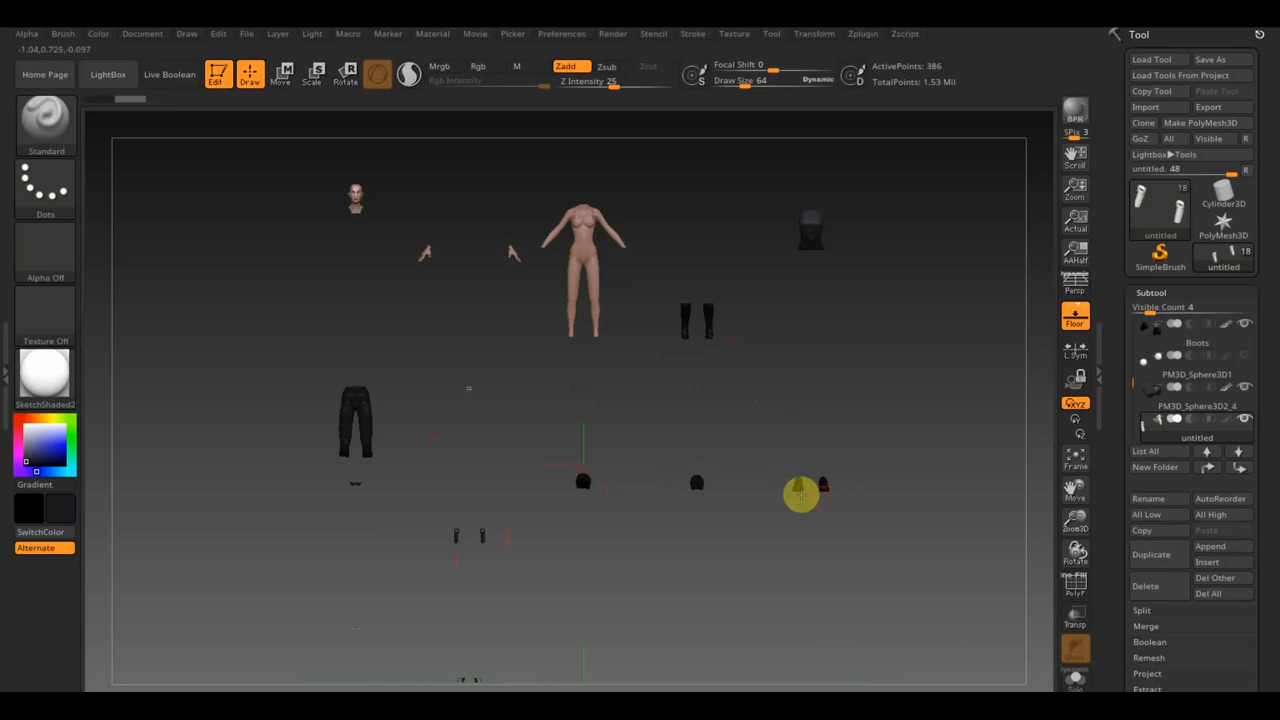 Alpha Brush Color Document Draw Edit File Layer Light Macro Marker Material Movie Picker Preferences Render Stencil Stroke Texture Tool Transform Zplugin Zscript
Tool
-1.04,0.725,-0.097
Home Page LightBox Live Boolean Edit Draw Move Scale Rotate
Mrgb Rgb M Zadd Zsub Zcut
Rgb Intensity Z Intensity 25
Focal Shift 0
Draw Size 64 Dynamic
ActivePoints: 386
TotalPoints: 1.53 Mil
Load Tool Save As
Load Tools From Project
Copy Tool Paste Tool
Import Export
Clone Make PolyMesh3D
GoZ All Visible R
Lightbox▶Tools
untitled. 48 R
18
untitled
Cylinder3D
PolyMesh3D
SimpleBrush
18
untitled
Subtool
Visible Count 4
Boots
PM3D_Sphere3D1
PM3D_Sphere3D2_4
untitled
List All
New Folder
Rename AutoReorder
All Low All High
Copy Paste
Duplicate Append
Insert
Delete Del Other
Del All
Split
Merge
Boolean
Remesh
Project
Extract
Standard
Dots
Alpha Off
Texture Off
SketchShaded2
Gradient
SwitchColor
Alternate
BPR
SPix 3
Scroll
Zoom
Actual
AAHalf
Dynamic
Persp
Floor
L.Sym
XYZ
Frame
Move
Zoom3D
Rotate
Line Fill
PolyF
Transp
Ghost
Dynamic
Solo